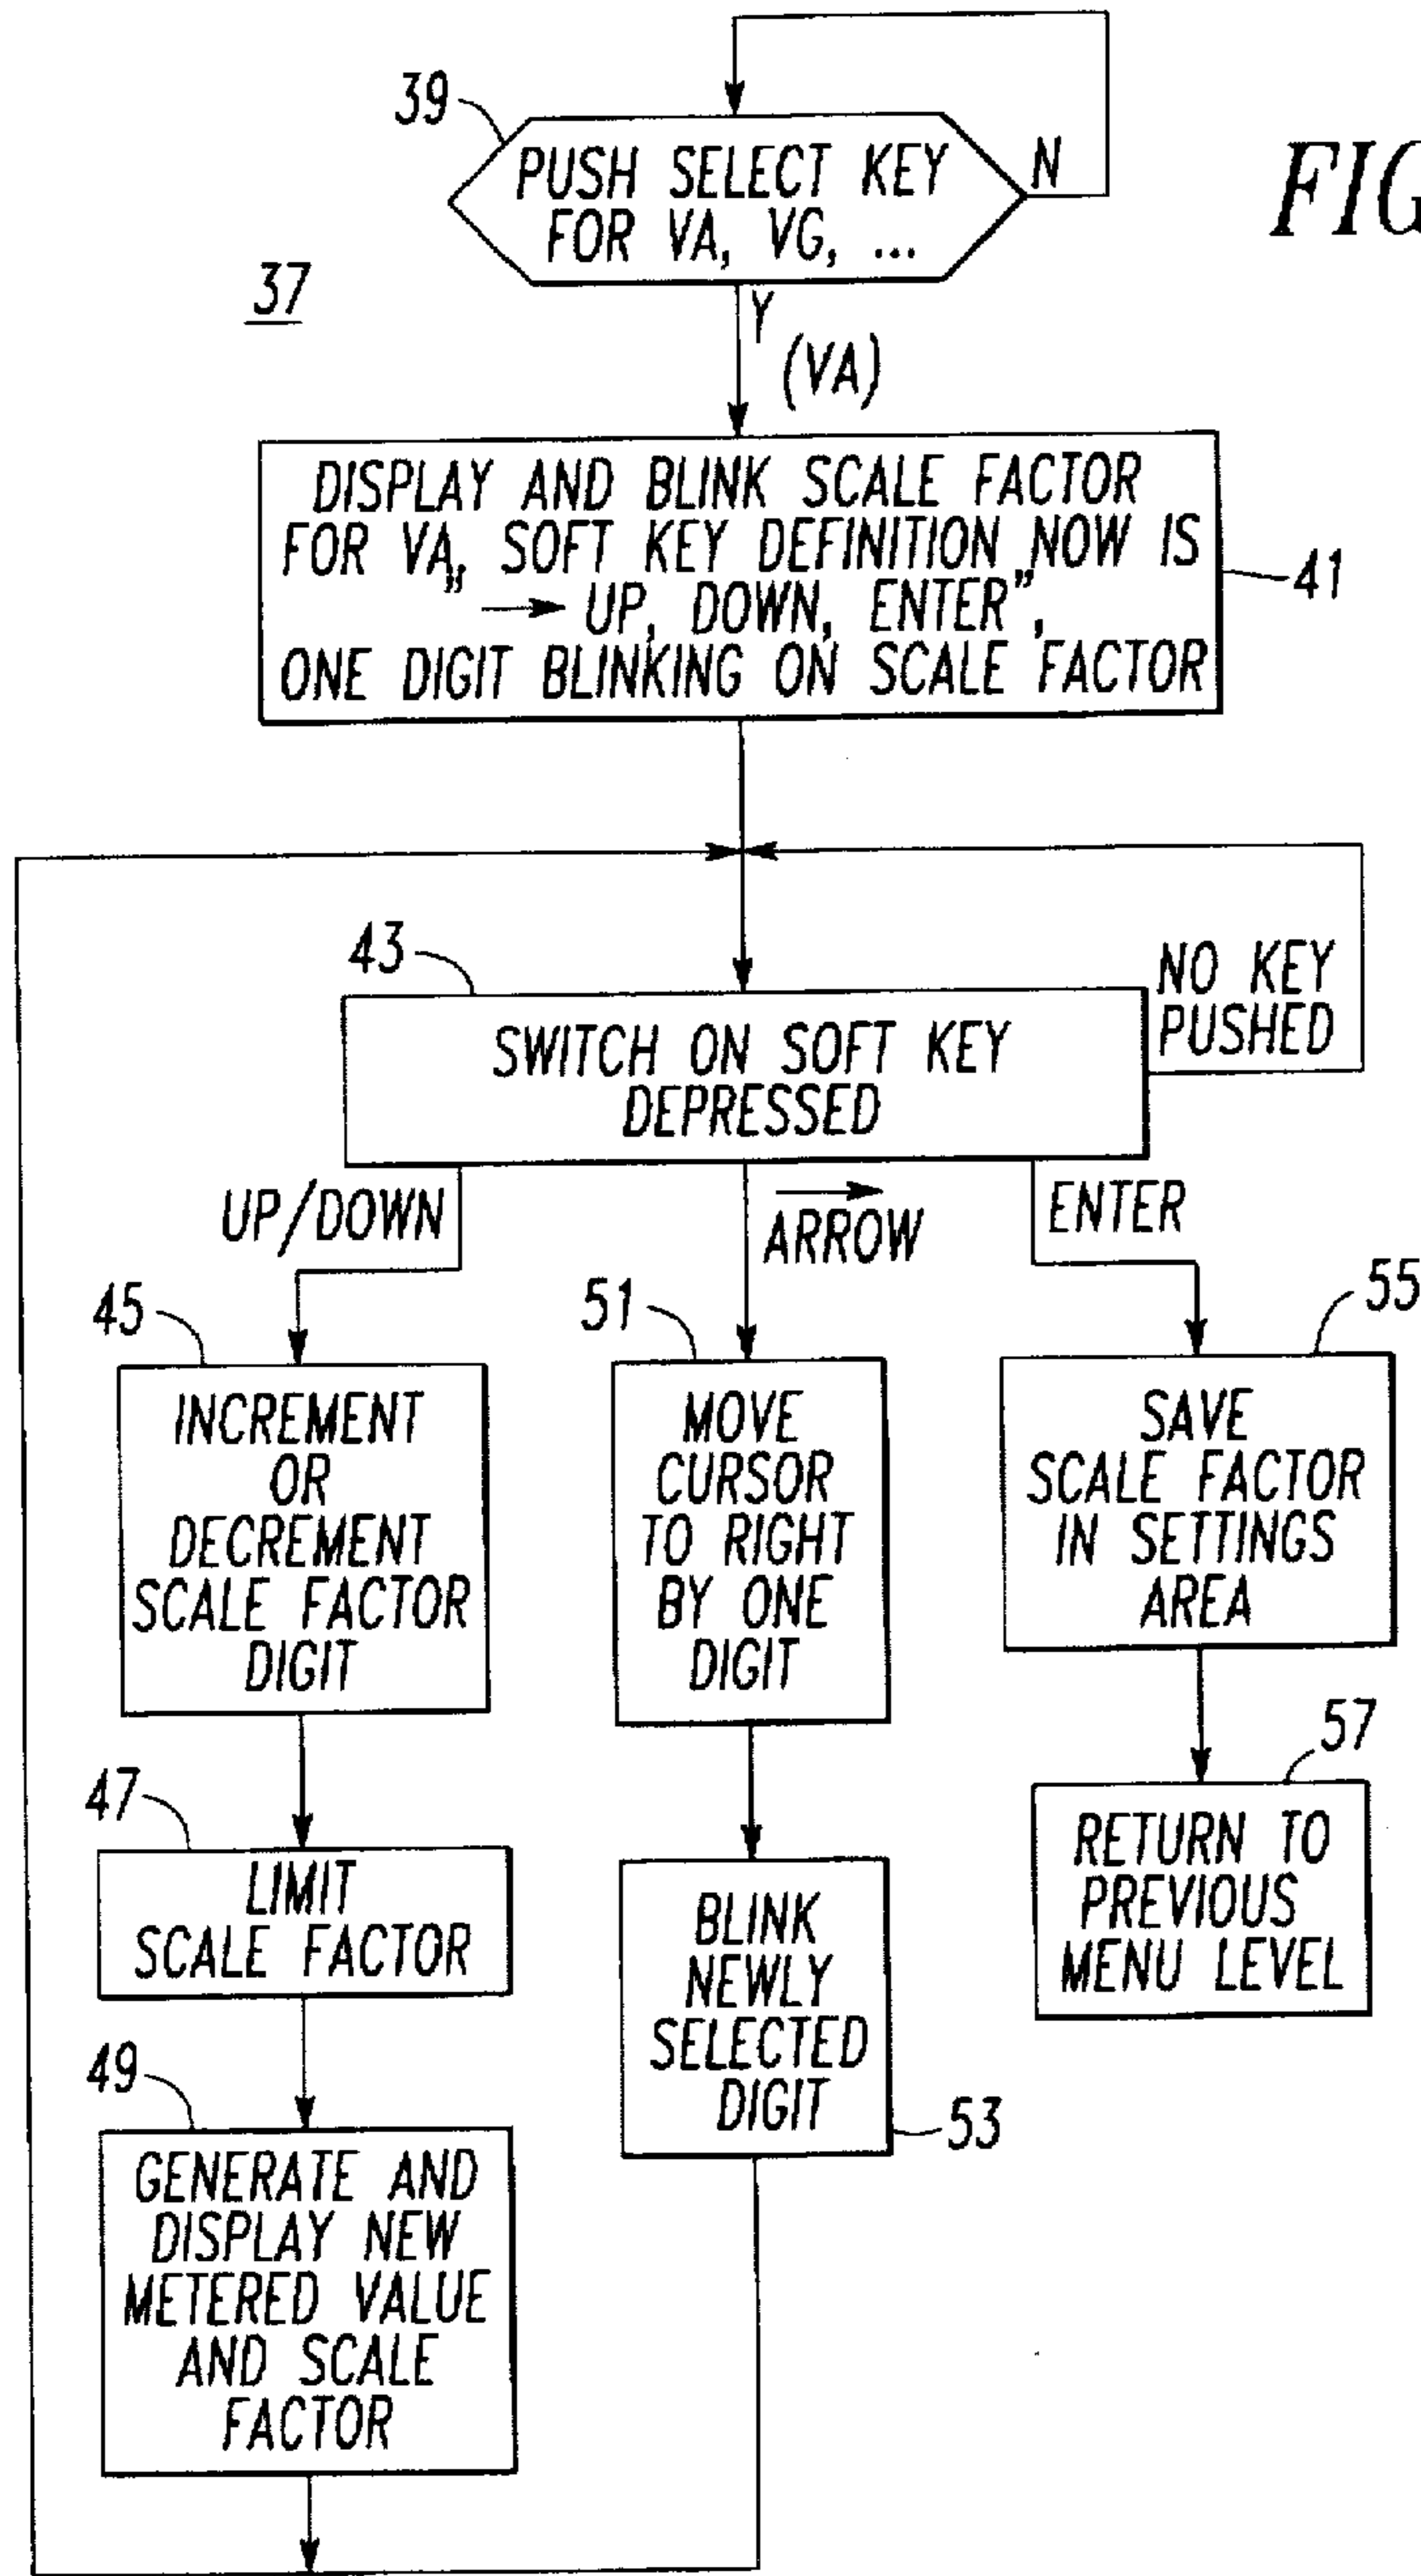 39
PUSH SELECT KEY
FOR VA, VG, ...
N
FIG
37
Y
(VA)
DISPLAY AND BLINK SCALE FACTOR
FOR VA, SOFT KEY DEFINITION NOW IS
" → UP, DOWN, ENTER",
ONE DIGIT BLINKING ON SCALE FACTOR
41
43
NO KEY
PUSHED
SWITCH ON SOFT KEY
DEPRESSED
UP/DOWN
ARROW
ENTER
45
INCREMENT
OR
DECREMENT
SCALE FACTOR
DIGIT
51
MOVE
CURSOR
TO RIGHT
BY ONE
DIGIT
55
SAVE
SCALE FACTOR
IN SETTINGS
AREA
47
LIMIT
SCALE FACTOR
57
RETURN TO
PREVIOUS
MENU LEVEL
BLINK
NEWLY
SELECTED
DIGIT
53
49
GENERATE AND
DISPLAY NEW
METERED VALUE
AND SCALE
FACTOR